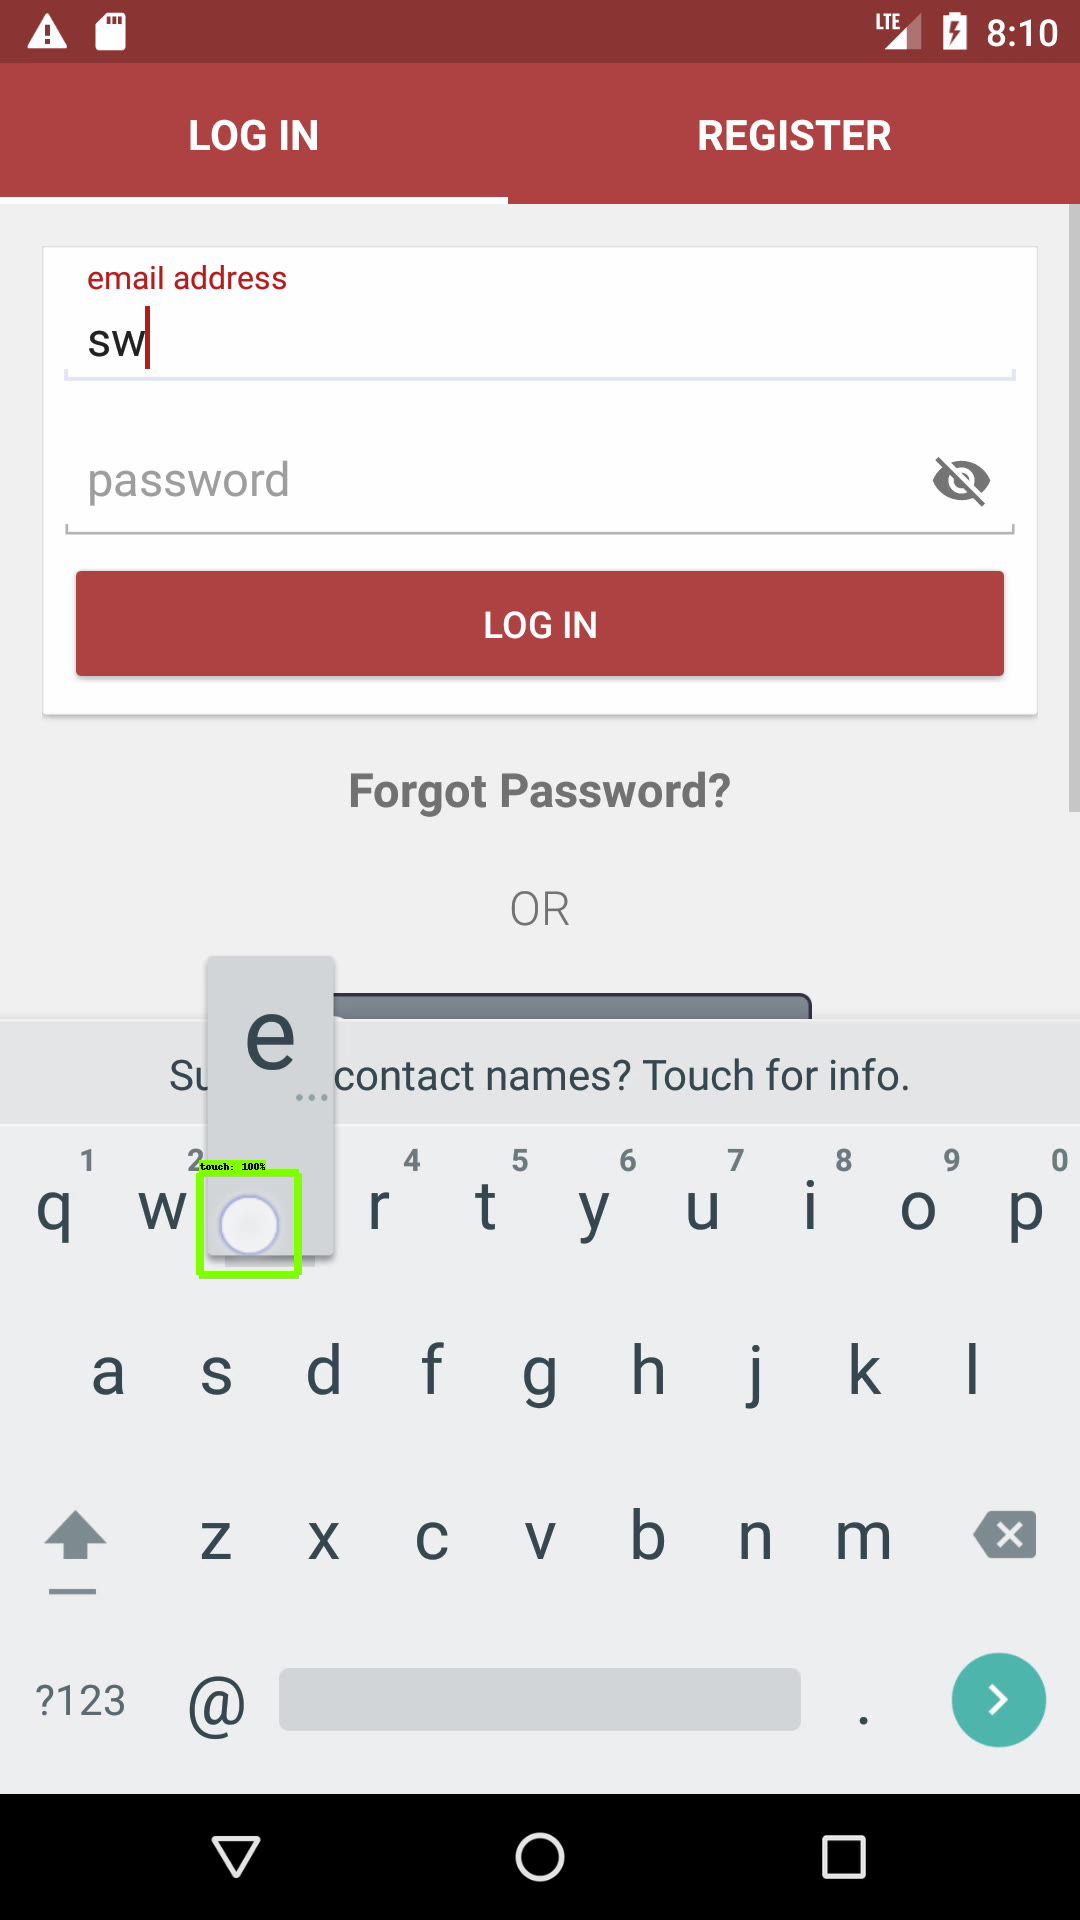 LTE 8:10
LOG IN REGISTER
email address
sw
password
LOG IN
Forgot Password?
OR
e
...
contact names? Touch for info.
touch: 100%
1 2 4 5 6 7 8 9 0
q w r t y u i o p
a s d f g h j k l
z x c v b n m
?123 @ .